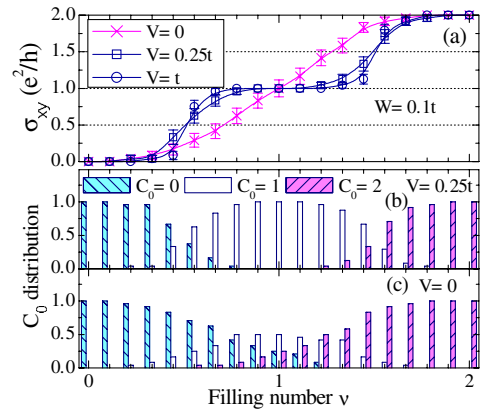 2.0
1.5
1.0
0.5
0.0
σxy (e²/h)
V= 0
V= 0.25t
V= t
(a)
W= 0.1t
C₀= 0
C₀= 1
C₀= 2
V= 0.25t
(b)
1.0
0.5
0.0
(c)
V= 0
1.0
0.5
0.0
C₀ distribution
0
1
2
Filling number ν